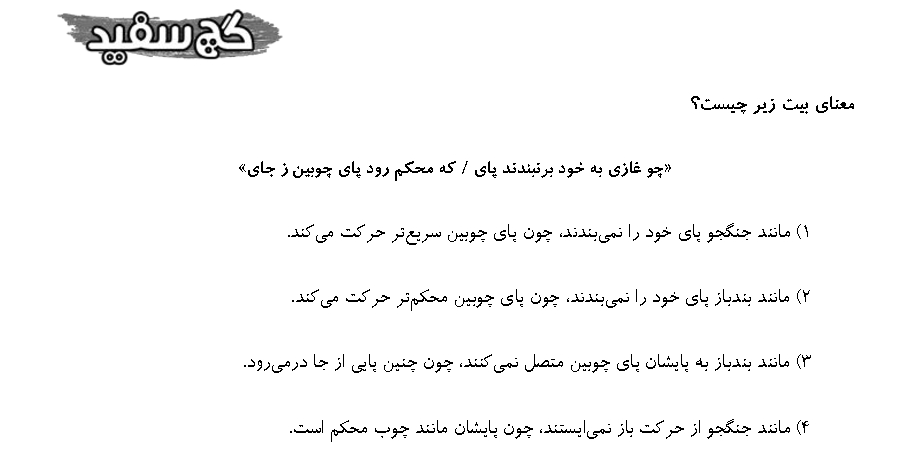 گچ سفید
معنای بیت زیر چیست؟
«چو غازی به خود برنبندند پای / که محکم رود پای چوبین ز جای»
۱) مانند جنگجو پای خود را نمی‌بندند، چون پای چوبین سریع‌تر حرکت می‌کند.
۲) مانند بندباز پای خود را نمی‌بندند، چون پای چوبین محکم‌تر حرکت می‌کند.
۳) مانند بندباز به پایشان پای چوبین متصل نمی‌کنند، چون چنین پایی از جا درمی‌رود.
۴) مانند جنگجو از حرکت باز نمی‌ایستند، چون پایشان مانند چوب محکم است.